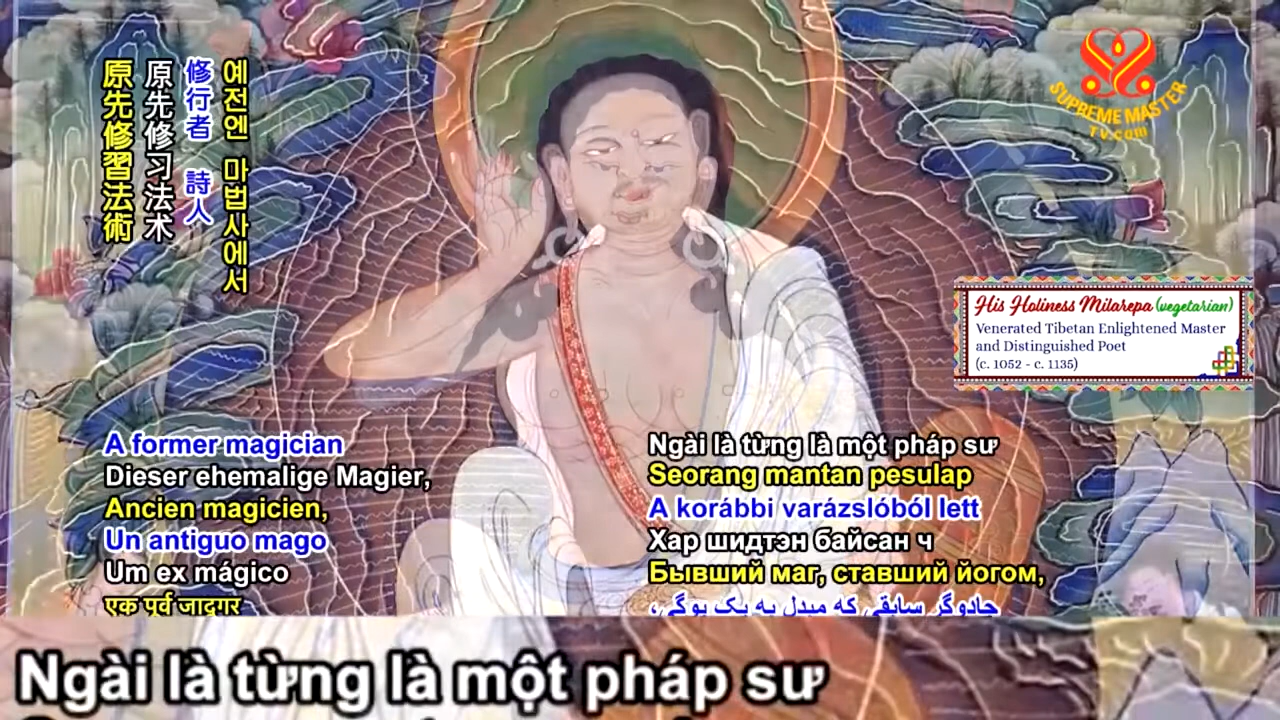 예전엔 마법사에서
修行者 詩人
原先修习法术
原先修習法術
SUPREME MASTER
TV.com
His Holiness Milarepa (vegetarian)
Venerated Tibetan Enlightened Master
and Distinguished Poet
(c. 1052 - c. 1135)
A former magician
Dieser ehemalige Magier,
Ancien magicien,
Un antiguo mago
Um ex mágico
एक पूर्व जादूगर
Ngài là từng là một pháp sư
Seorang mantan pesulap
A korábbi varázslóból lett
Хар шидтэн байсан ч
Бывший маг, ставший йогом,
جادوگر سابقی که مبدل به یک یوگی،
Ngài là từng là một pháp sư